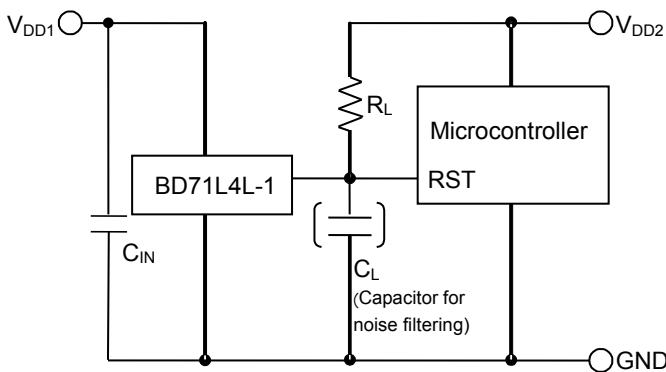 VDD1
VDD2
RL
Microcontroller
BD71L4L-1
RST
CIN
CL
(Capacitor for
noise filtering)
GND